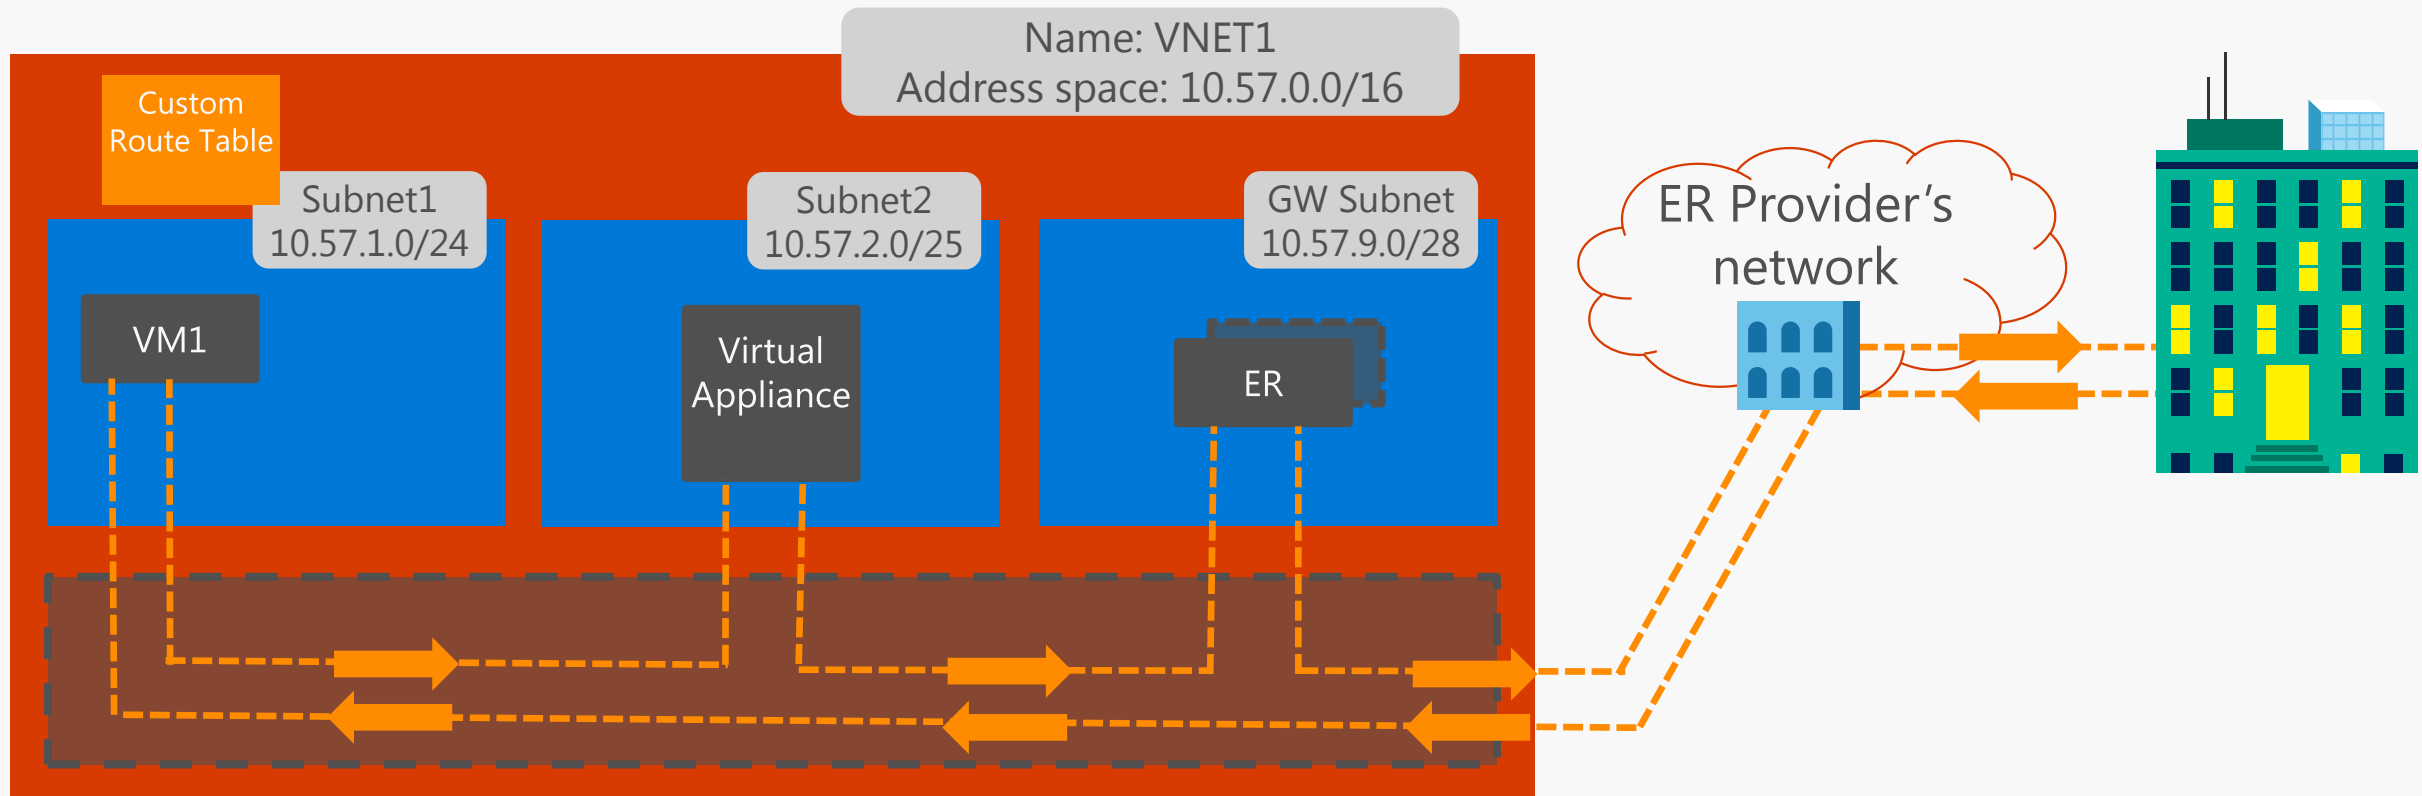 Name: VNET1
Address space: 10.57.0.0/16
Custom
Route Table
Subnet1
10.57.1.0/24
Subnet2
10.57.2.0/25
GW Subnet
10.57.9.0/28
VM1
Virtual
Appliance
ER
ER Provider’s
network